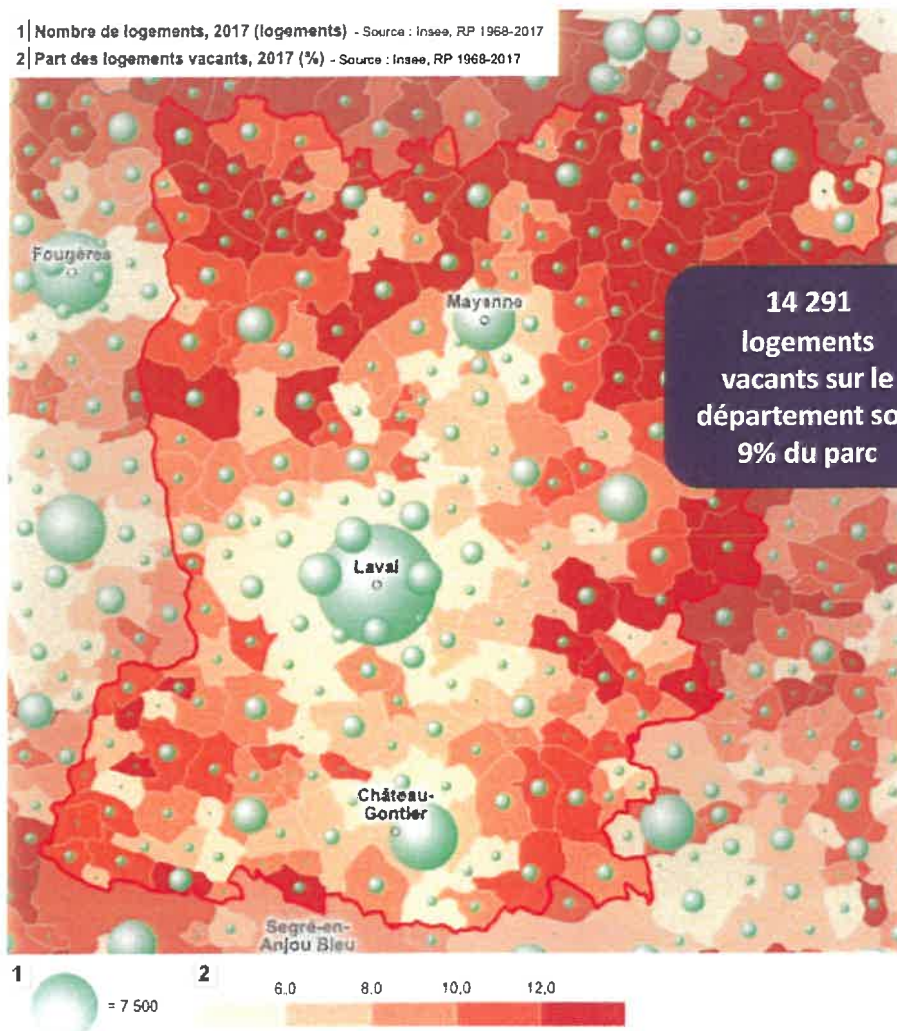 1 Nombre de logements, 2017 (logements) - Source : Insee, RP 1968-2017
2 Part des logements vacants, 2017 (%) - Source : Insee, RP 1968-2017
Fougères
Mayenne
14 291
logements
vacants sur le
département so
9% du parc
Laval
Château-
Gontier
Segré-en-
Anjou Bleu
1
= 7 500
2
6,0 8,0 10,0 12,0